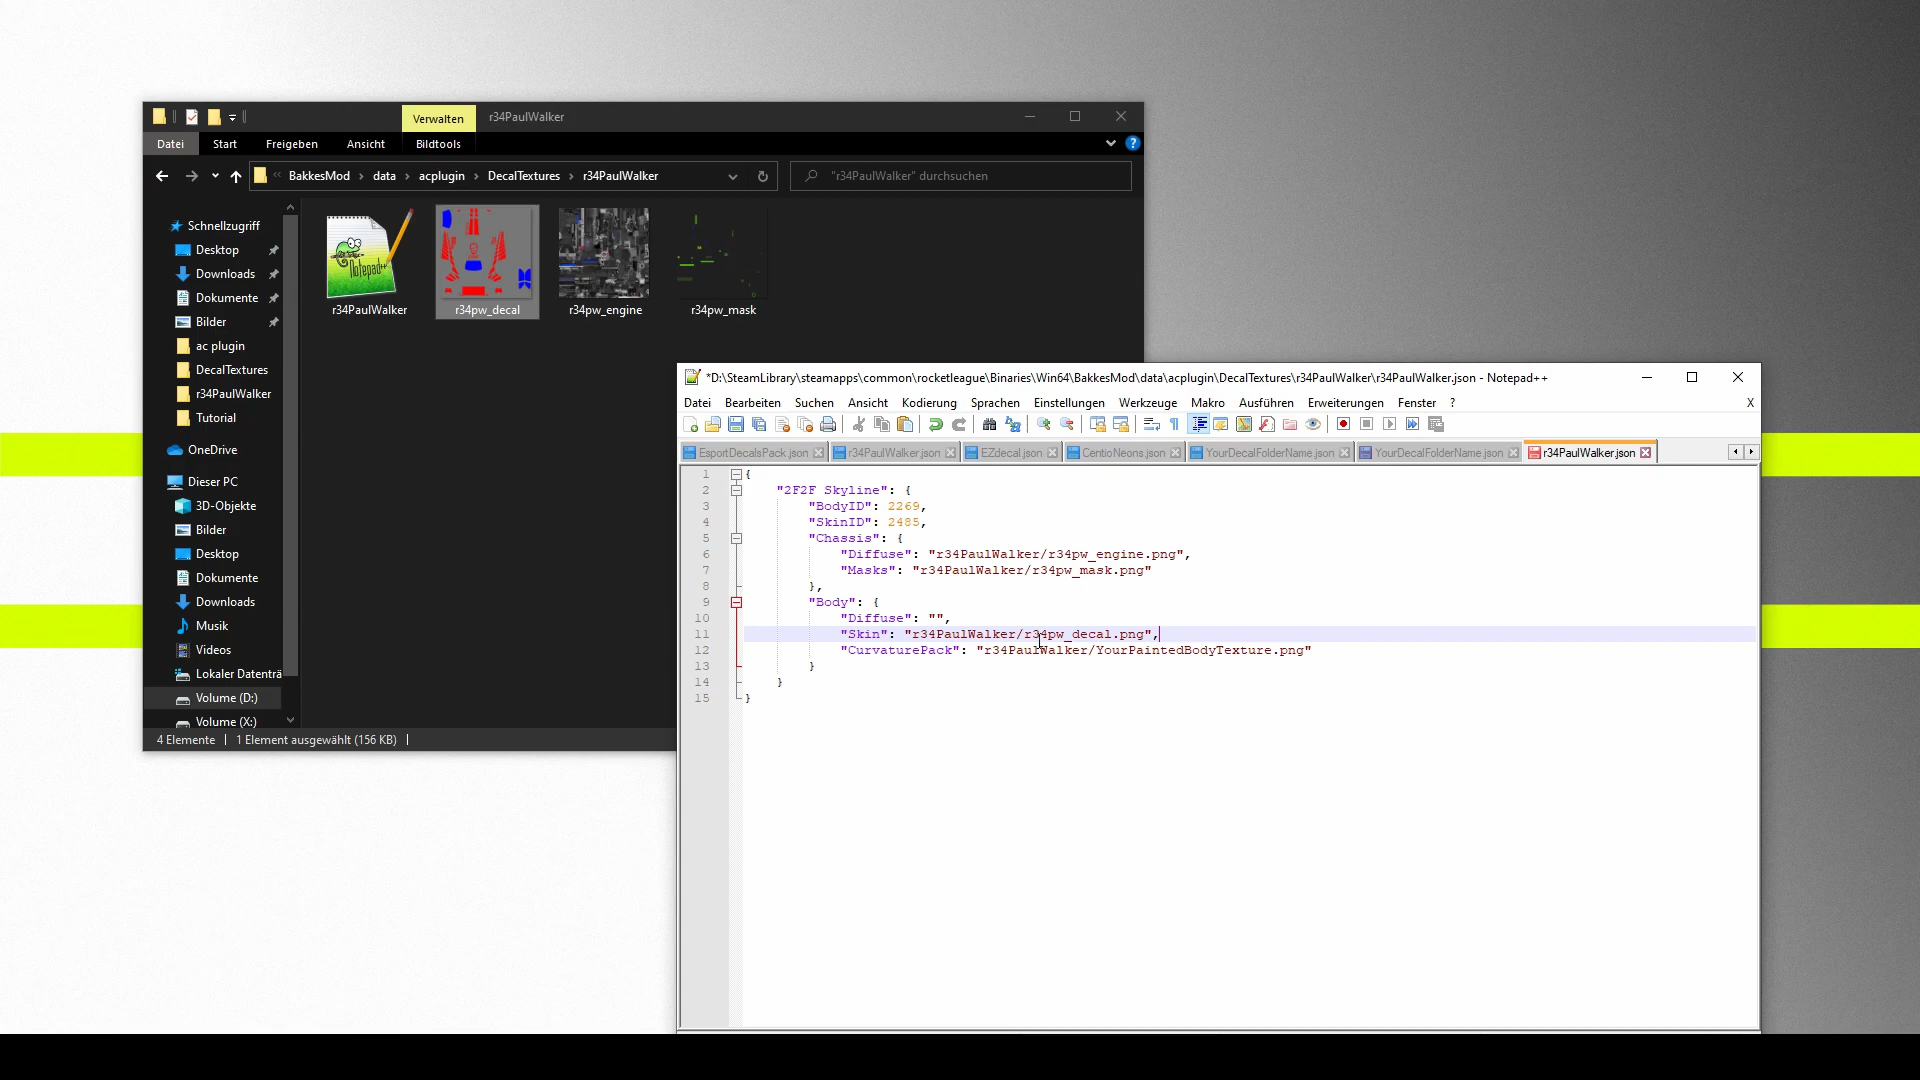 Verwalten r34PaulWalker
Datei Start Freigeben Ansicht Bildtools
BakkesMod › data › acplugin › DecalTextures › r34PaulWalker
"r34PaulWalker" durchsuchen
Schnellzugriff
Desktop
Downloads
Dokumente
Bilder
ac plugin
DecalTextures
r34PaulWalker
Tutorial
OneDrive
Dieser PC
3D-Objekte
Bilder
Desktop
Dokumente
Downloads
Musik
Videos
Lokaler Datenträ
Volume (D:)
Volume (X:)
Notepad++
r34PaulWalker r34pw_decal r34pw_engine r34pw_mask
4 Elemente 1 Element ausgewählt (156 KB)
*D:\SteamLibrary\steamapps\common\rocketleague\Binaries\Win64\BakkesMod\data\acplugin\DecalTextures\r34PaulWalker\r34PaulWalker.json - Notepad++
Datei Bearbeiten Suchen Ansicht Kodierung Sprachen Einstellungen Werkzeuge Makro Ausführen Erweiterungen Fenster ? X
EsportDecalsPack.json r34PaulWalker.json EZdecal.json CentioNeons.json YourDecalFolderName.json YourDecalFolderName.json r34PaulWalker.json
1 {
2 "2F2F Skyline": {
3 "BodyID": 2269,
4 "SkinID": 2485,
5 "Chassis": {
6 "Diffuse": "r34PaulWalker/r34pw_engine.png",
7 "Masks": "r34PaulWalker/r34pw_mask.png"
8 },
9 "Body": {
10 "Diffuse": "",
11 "Skin": "r34PaulWalker/r34pw_decal.png",
12 "CurvaturePack": "r34PaulWalker/YourPaintedBodyTexture.png"
13 }
14 }
15 }